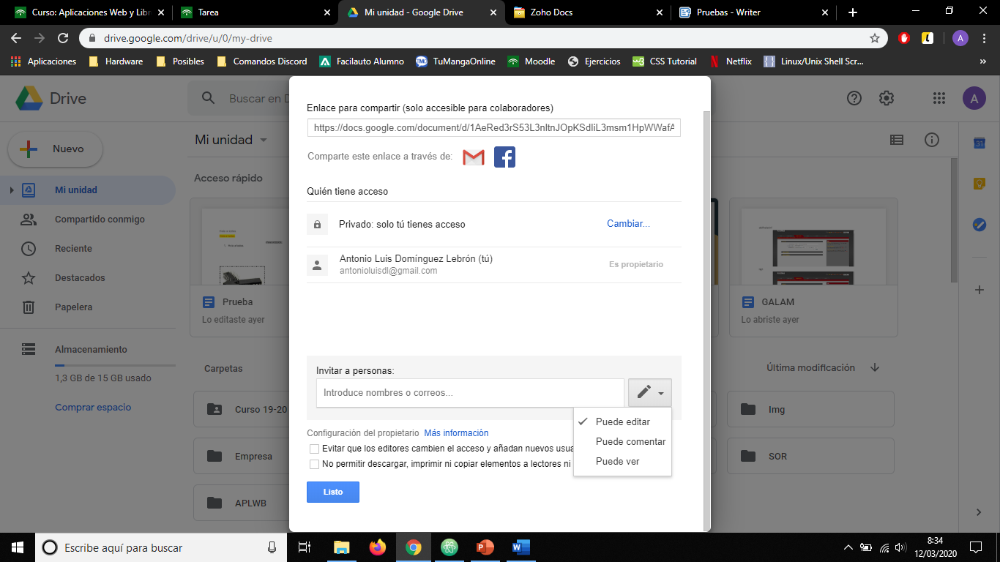 Curso: Aplicaciones Web y Libr
Tarea
Mi unidad - Google Drive
Zoho Docs
Pruebas - Writer
drive.google.com/drive/u/0/my-drive
A
Aplicaciones
Hardware
Posibles
Comandos Discord
Facilauto Alumno
TuMangaOnline
Moodle
Ejercicios
CSS Tutorial
Netflix
Linux/Unix Shell Scr...
Drive
Buscar en D
A
Nuevo
Mi unidad
Compartido conmigo
Reciente
Destacados
Papelera
Almacenamiento
1,3 GB de 15 GB usado
Comprar espacio
Mi unidad
Acceso rápido
Prueba
Lo editaste ayer
GALAM
Lo abriste ayer
Carpetas
Última modificación
Curso 19-20
Img
Empresa
SOR
APLWB
31
Enlace para compartir (solo accesible para colaboradores)
Comparte este enlace a través de:
Quién tiene acceso
Privado: solo tú tienes acceso
Cambiar...
Antonio Luis Domínguez Lebrón (tú)
antonioluisdl@gmail.com
Es propietario
Invitar a personas:
Introduce nombres o correos...
Puede editar
Puede comentar
Puede ver
Configuración del propietario Más información
Evitar que los editores cambien el acceso y añadan nuevos usua
No permitir descargar, imprimir ni copiar elementos a lectores ni
Listo
Escribe aquí para buscar
8:34
12/03/2020